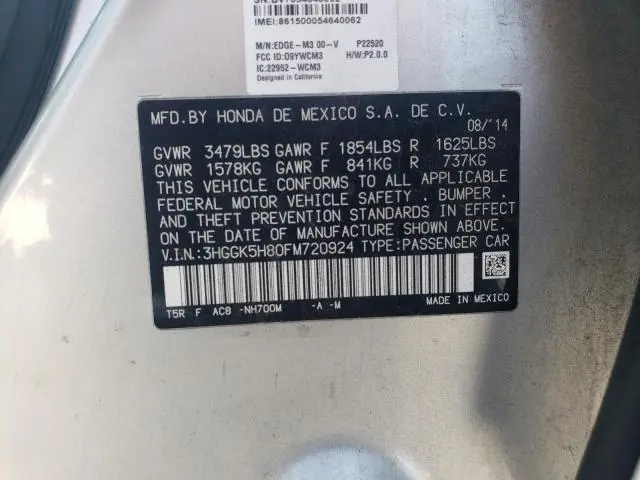 IMEI:861500054640062
M/N:EDGE-M3 00-V P22520
FCC ID:O9YWCM3 H/W:P2.0.0
IC:22952-WCM3
Designed in California
MFD.BY HONDA DE MEXICO S.A. DE C.V.
08/'14
GVWR 3479LBS GAWR F 1854LBS R 1625LBS
GVWR 1578KG GAWR F 841KG R 737KG
THIS VEHICLE CONFORMS TO ALL APPLICABLE
FEDERAL MOTOR VEHICLE SAFETY . BUMPER .
AND THEFT PREVENTION STANDARDS IN EFFECT
ON DATE OF MANUFACTURE SHOWN ABOVE.
V.I.N.:3HGGK5H80FM720924 TYPE:PASSENGER CAR
T5R F AC8 -NH700M -A -M MADE IN MEXICO